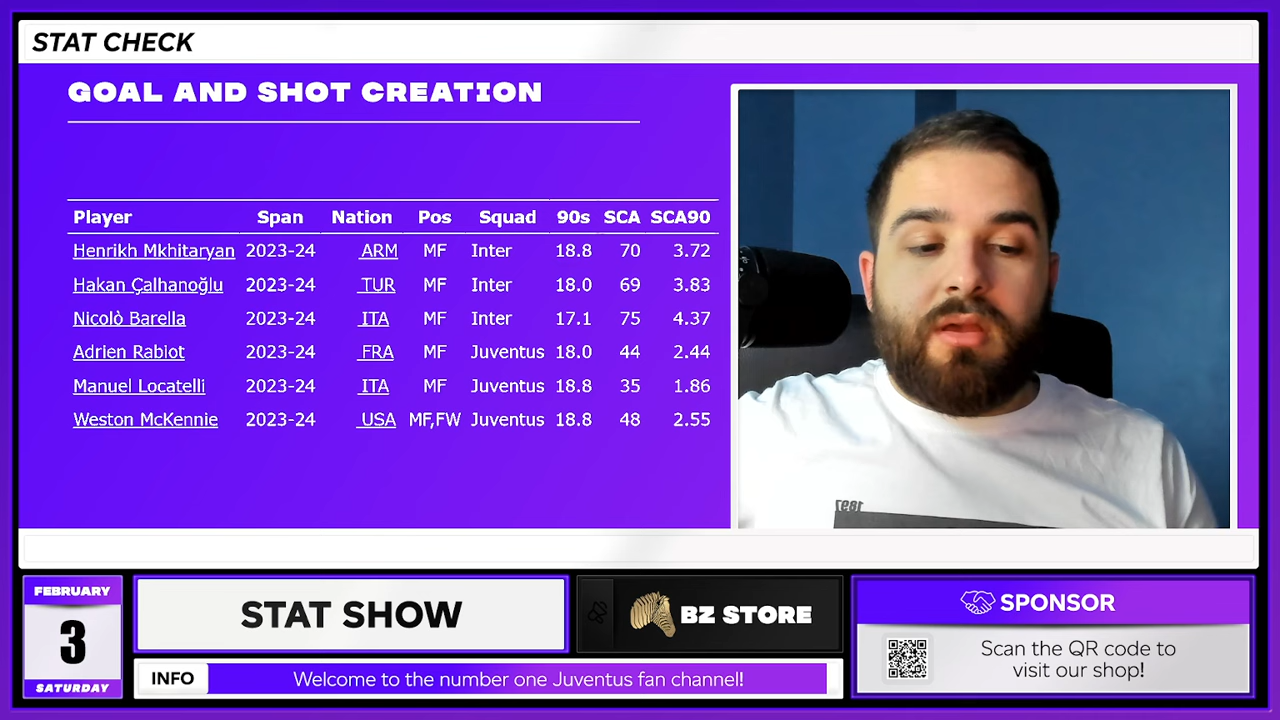 STAT CHECK
GOAL AND SHOT CREATION
Player Span Nation Pos Squad 90s SCA SCA90
Henrikh Mkhitaryan 2023-24 ARM MF Inter 18.8 70 3.72
Hakan Çalhanoğlu 2023-24 TUR MF Inter 18.0 69 3.83
Nicolò Barella 2023-24 ITA MF Inter 17.1 75 4.37
Adrien Rabiot 2023-24 FRA MF Juventus 18.0 44 2.44
Manuel Locatelli 2023-24 ITA MF Juventus 18.8 35 1.86
Weston McKennie 2023-24 USA MF,FW Juventus 18.8 48 2.55
1897
FEBRUARY
3
SATURDAY
STAT SHOW
BZ STORE
INFO
Welcome to the number one Juventus fan channel!
SPONSOR
Scan the QR code to
visit our shop!